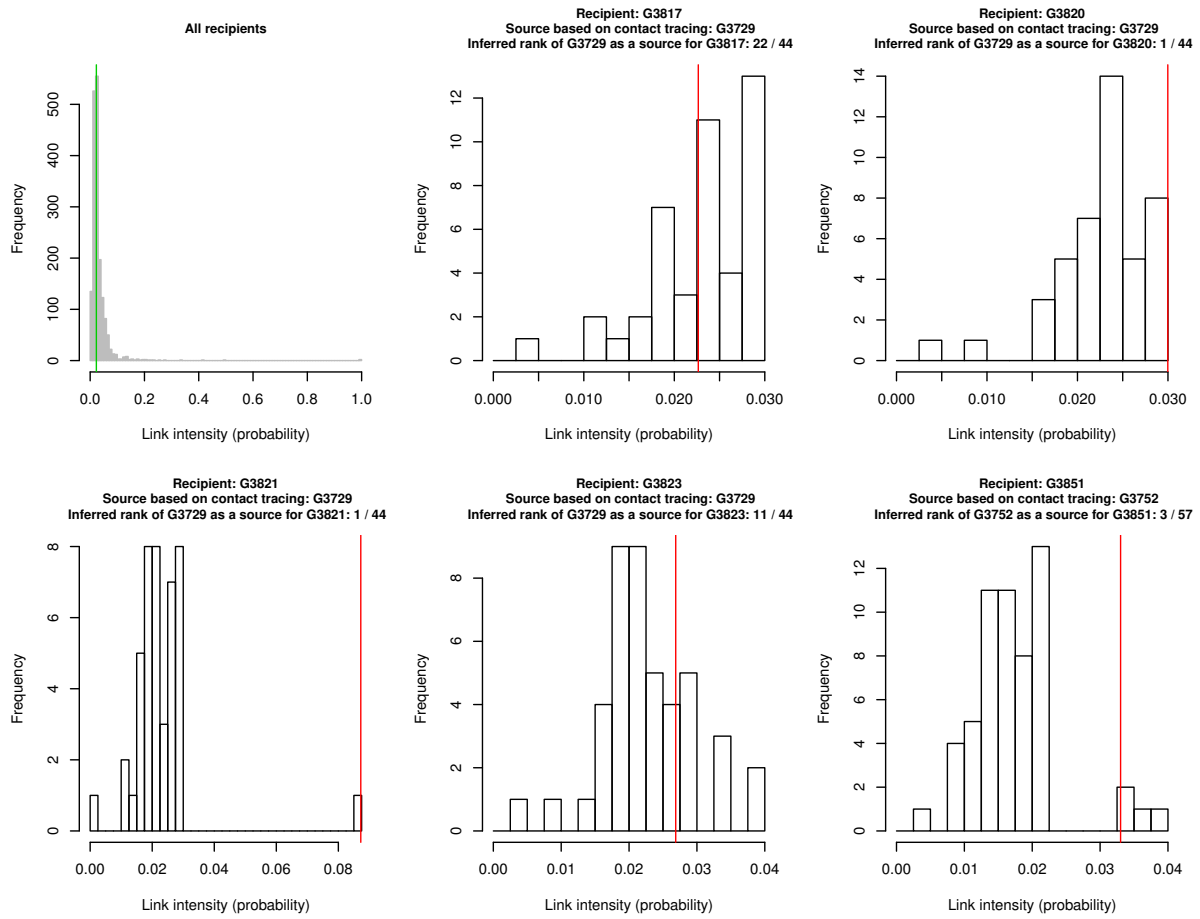 All recipients
500
400
300
200
100
0
Frequency
0.0 0.2 0.4 0.6 0.8 1.0
Link intensity (probability)
Recipient: G3817
Source based on contact tracing: G3729
Inferred rank of G3729 as a source for G3817: 22 / 44
12
10
8
6
4
2
0
Frequency
0.000 0.010 0.020 0.030
Link intensity (probability)
Recipient: G3820
Source based on contact tracing: G3729
Inferred rank of G3729 as a source for G3820: 1 / 44
14
12
10
8
6
4
2
0
Frequency
0.000 0.010 0.020 0.030
Link intensity (probability)
Recipient: G3821
Source based on contact tracing: G3729
Inferred rank of G3729 as a source for G3821: 1 / 44
8
6
4
2
0
Frequency
0.00 0.02 0.04 0.06 0.08
Link intensity (probability)
Recipient: G3823
Source based on contact tracing: G3729
Inferred rank of G3729 as a source for G3823: 11 / 44
8
6
4
2
0
Frequency
0.00 0.01 0.02 0.03 0.04
Link intensity (probability)
Recipient: G3851
Source based on contact tracing: G3752
Inferred rank of G3752 as a source for G3851: 3 / 57
12
10
8
6
4
2
0
Frequency
0.00 0.01 0.02 0.03 0.04
Link intensity (probability)